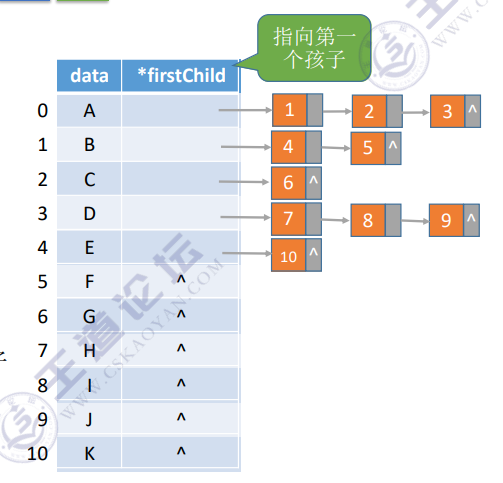 指向第一
个孩子
data *firstChild
0 A 1 2 3 ^
1 B 4 5 ^
2 C 6 ^
3 D 7 8 9 ^
4 E 10 ^
5 F ^
6 G ^
7 H ^
8 I ^
9 J ^
10 K ^
王道论坛
WWW.CSKAOYAN.COM